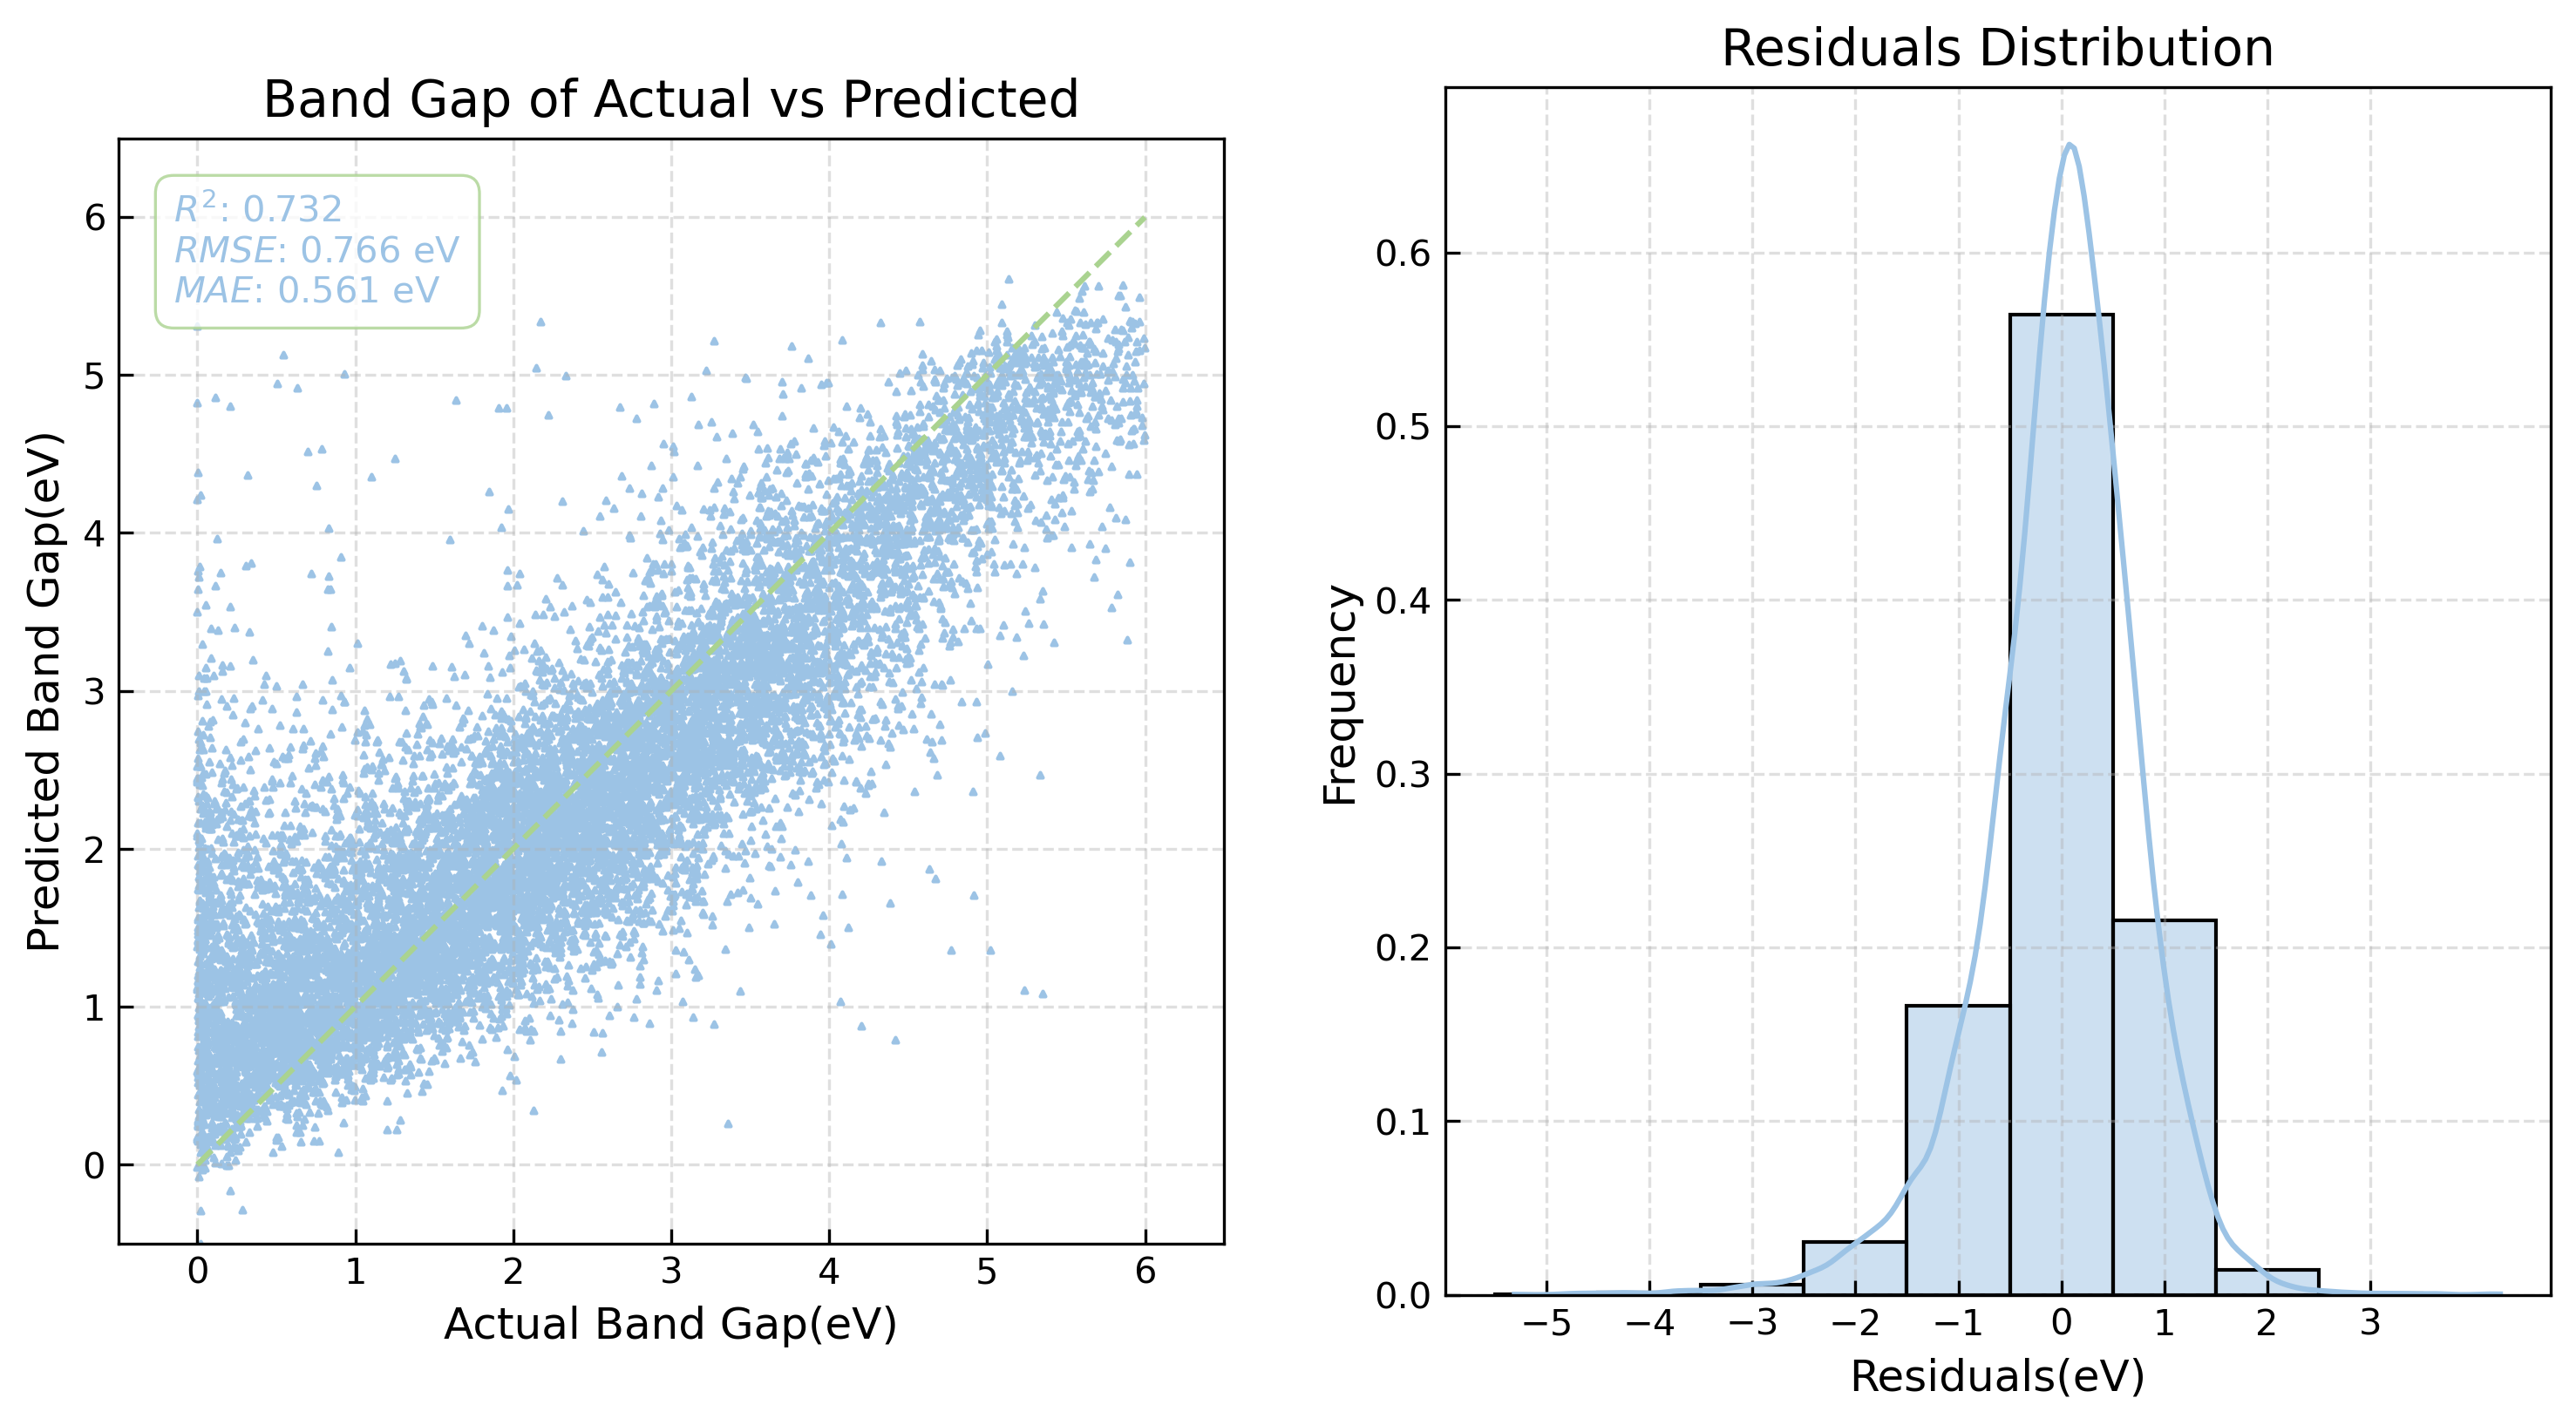 Band Gap of Actual vs Predicted
R²: 0.732
RMSE: 0.766 eV
MAE: 0.561 eV
Predicted Band Gap(eV)
6
5
4
3
2
1
0
0 1 2 3 4 5 6
Actual Band Gap(eV)
Residuals Distribution
Frequency
0.6
0.5
0.4
0.3
0.2
0.1
0.0
−5 −4 −3 −2 −1 0 1 2 3
Residuals(eV)